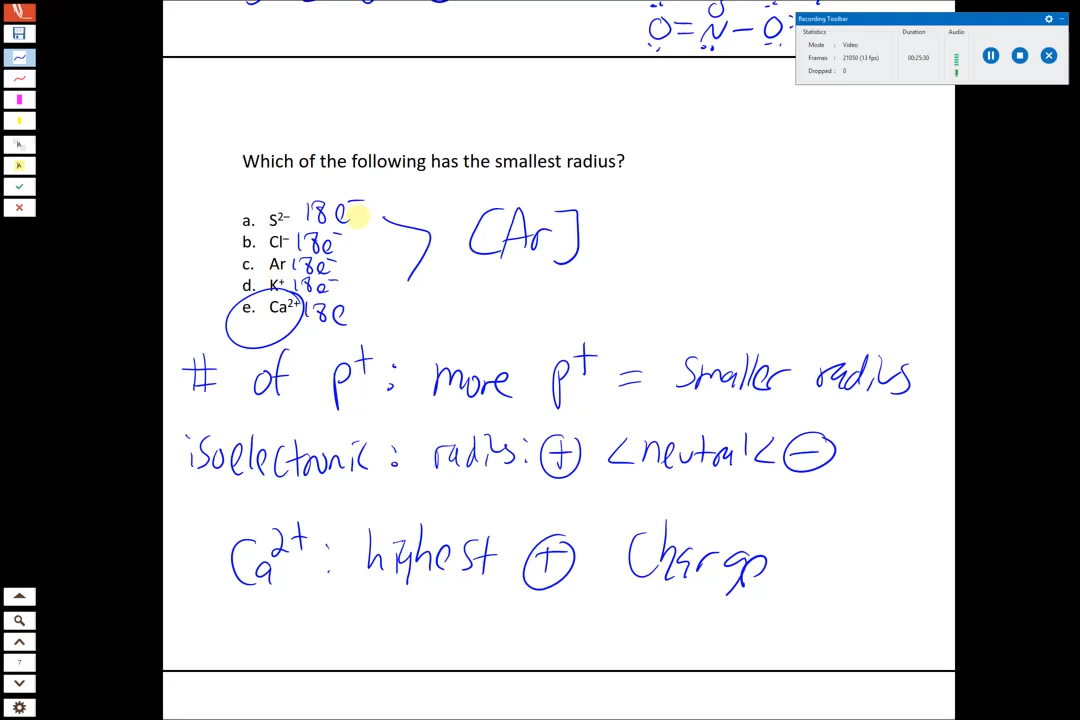 O=N-O:
Recording Toolbar
Statistics
Duration
Audio
Mode : Video
Frames : 21050 (13 fps)
00:25:30
Dropped : 0
Which of the following has the smallest radius?
a. S²⁻ 18e⁻
b. Cl⁻ 18e⁻
c. Ar 18e⁻
d. K⁺ 18e⁻
e. Ca²⁺ 18e
[Ar]
# of p⁺ : more p⁺ = smaller radius
isoelectronic : radius: ⊕ < neutral < ⊖
Ca²⁺ : highest ⊕ charge
7